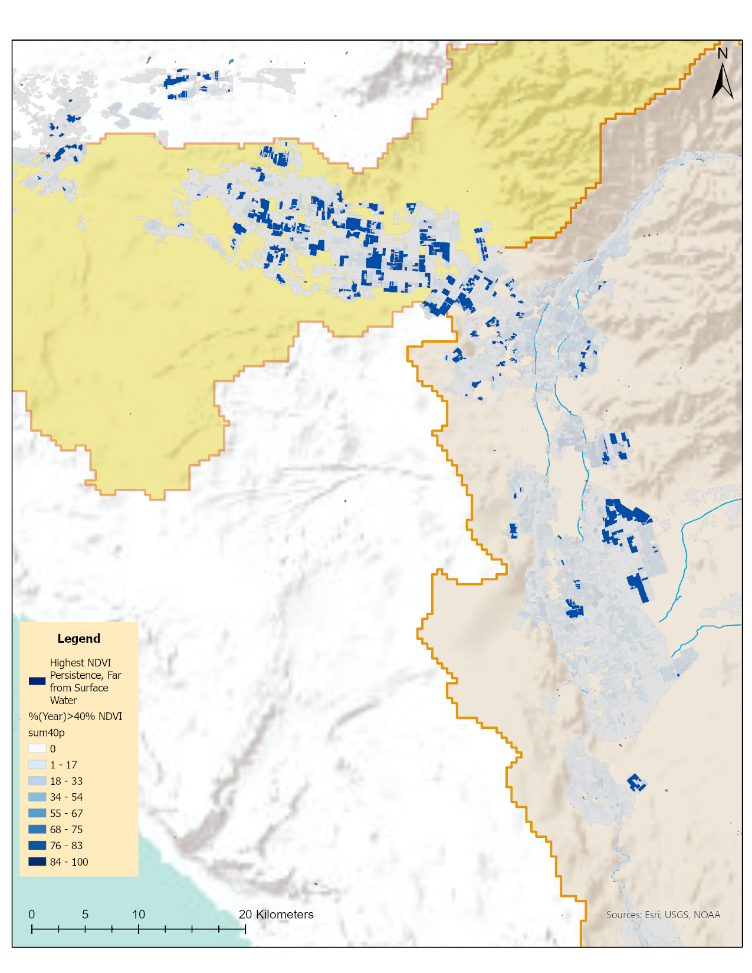 N
Legend
Highest NDVI
Persistence, Far
from Surface
Water
%(Year)>40% NDVI
sum40p
0
1 - 17
18 - 33
34 - 54
55 - 67
68 - 75
76 - 83
84 - 100
0 5 10 20 Kilometers
Sources: Esri, USGS, NOAA